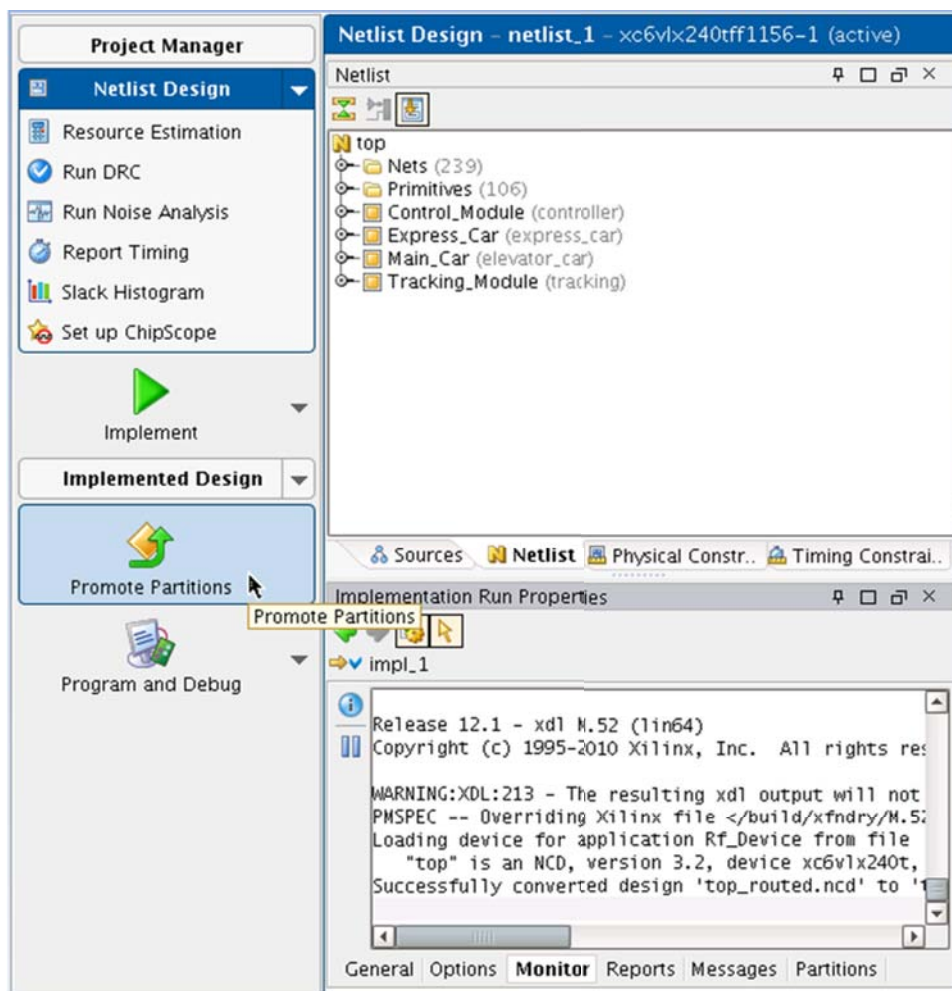 Project Manager
Netlist Design
Resource Estimation
Run DRC
Run Noise Analysis
Report Timing
Slack Histogram
Set up ChipScope
Implement
Implemented Design
Promote Partitions
Promote Partitions
Program and Debug
Netlist Design - netlist_1 - xc6vlx240tff1156-1 (active)
Netlist
top
Nets (239)
Primitives (106)
Control_Module (controller)
Express_Car (express_car)
Main_Car (elevator_car)
Tracking_Module (tracking)
Sources Netlist Physical Constr.. Timing Constrai..
Implementation Run Properties
impl_1
Release 12.1 - xdl M.52 (lin64)
Copyright (c) 1995-2010 Xilinx, Inc. All rights res
WARNING:XDL:213 - The resulting xdl output will not
PMSPEC -- Overriding Xilinx file </build/xfndry/M.52
Loading device for application Rf_Device from file
"top" is an NCD, version 3.2, device xc6vlx240t,
Successfully converted design 'top_routed.ncd' to 't
General Options Monitor Reports Messages Partitions